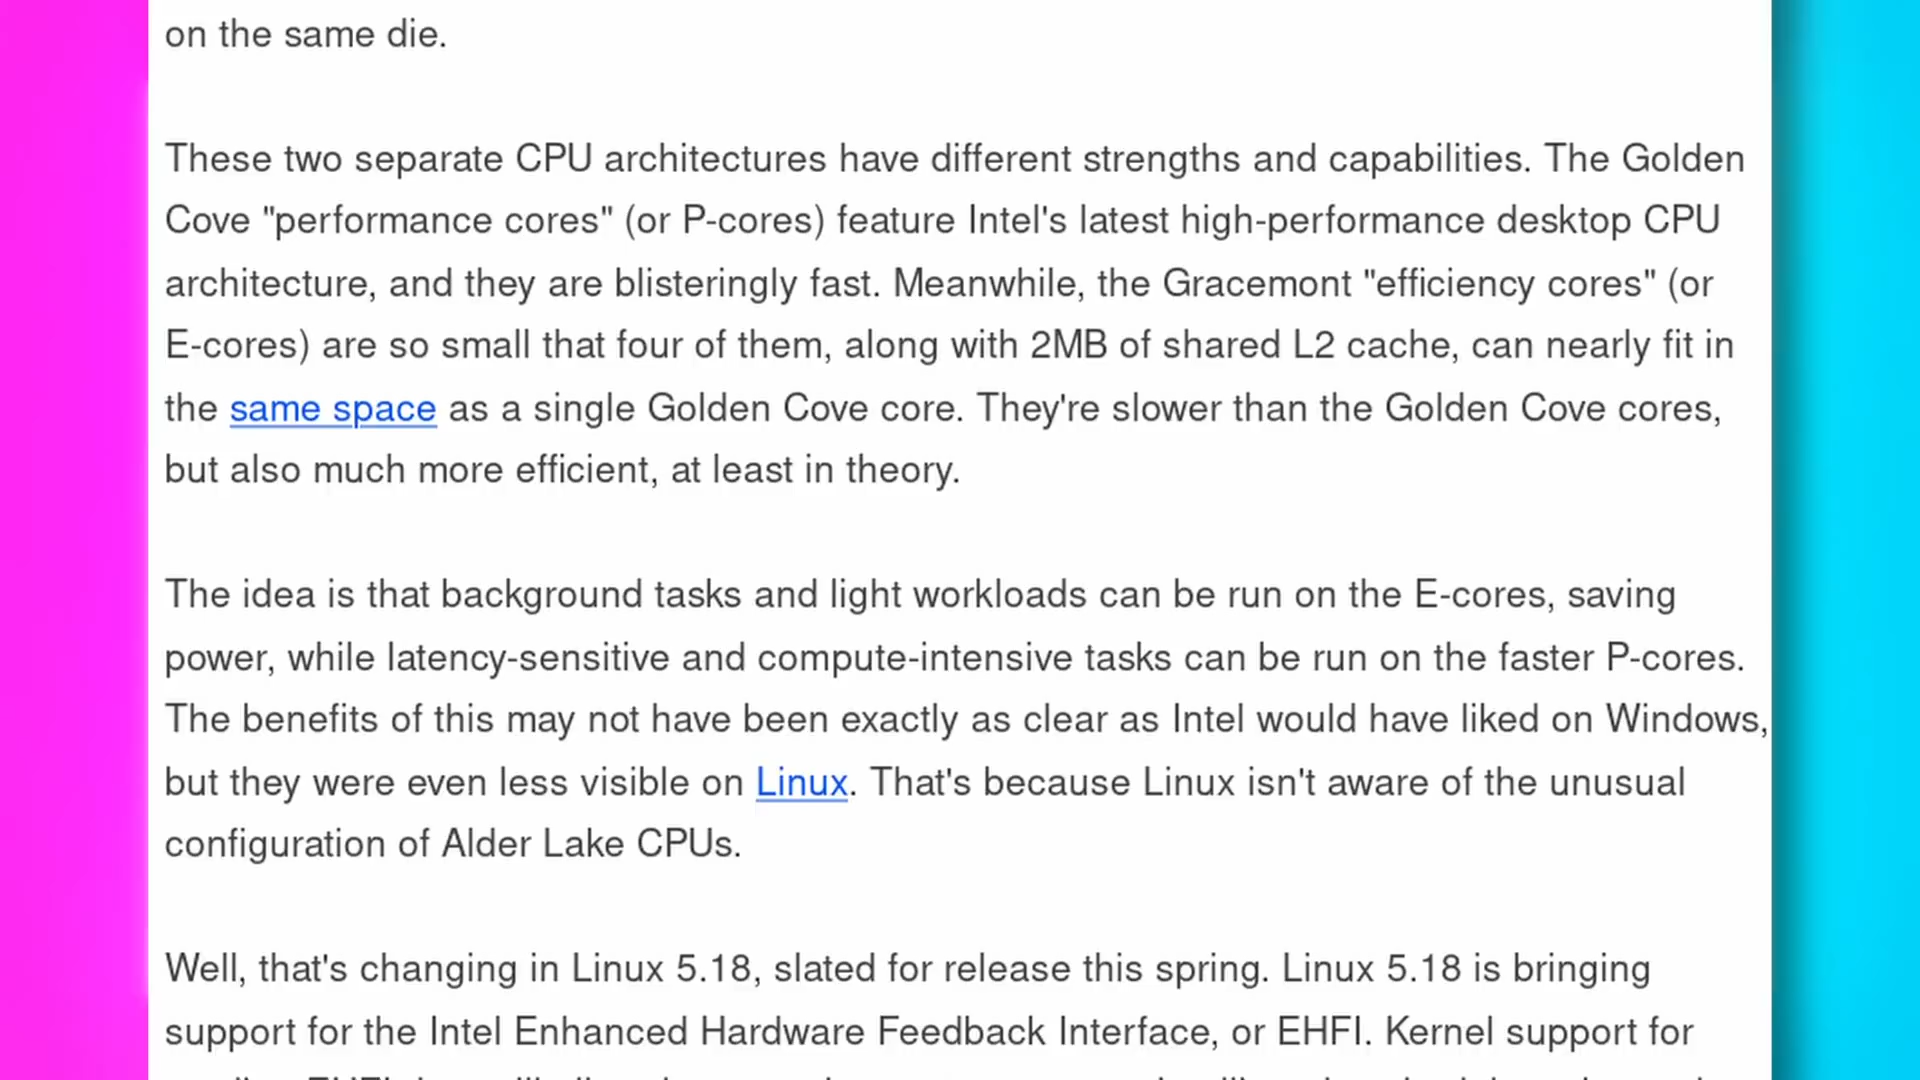 on the same die.
These two separate CPU architectures have different strengths and capabilities. The Golden
Cove "performance cores" (or P-cores) feature Intel's latest high-performance desktop CPU
architecture, and they are blisteringly fast. Meanwhile, the Gracemont "efficiency cores" (or
E-cores) are so small that four of them, along with 2MB of shared L2 cache, can nearly fit in
the same space as a single Golden Cove core. They're slower than the Golden Cove cores,
but also much more efficient, at least in theory.
The idea is that background tasks and light workloads can be run on the E-cores, saving
power, while latency-sensitive and compute-intensive tasks can be run on the faster P-cores.
The benefits of this may not have been exactly as clear as Intel would have liked on Windows,
but they were even less visible on Linux. That's because Linux isn't aware of the unusual
configuration of Alder Lake CPUs.
Well, that's changing in Linux 5.18, slated for release this spring. Linux 5.18 is bringing
support for the Intel Enhanced Hardware Feedback Interface, or EHFI. Kernel support for